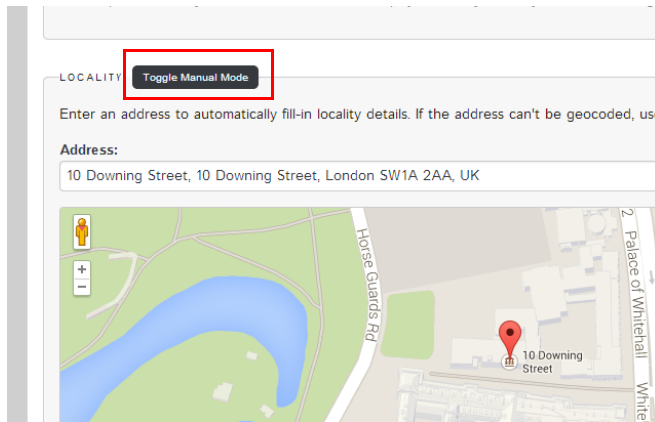 LOCALITY
Toggle Manual Mode
Enter an address to automatically fill-in locality details. If the address can't be geocoded,
Address:
10 Downing Street, 10 Downing Street, London SW1A 2AA, UK
Horse Guards Rd
2 Palace of Whitehall
+
−
10 Downing
Street